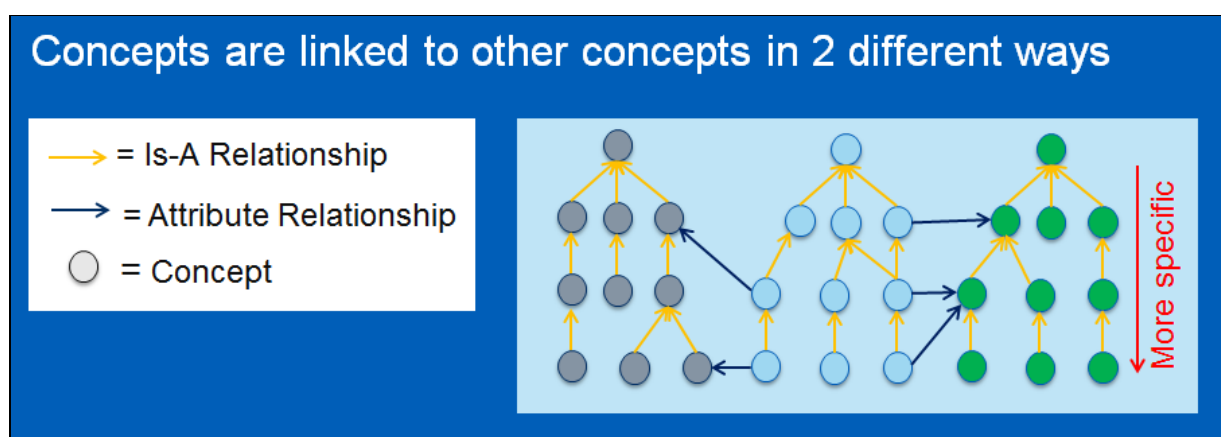 Concepts are linked to other concepts in 2 different ways
= Is-A Relationship
= Attribute Relationship
= Concept
More specific